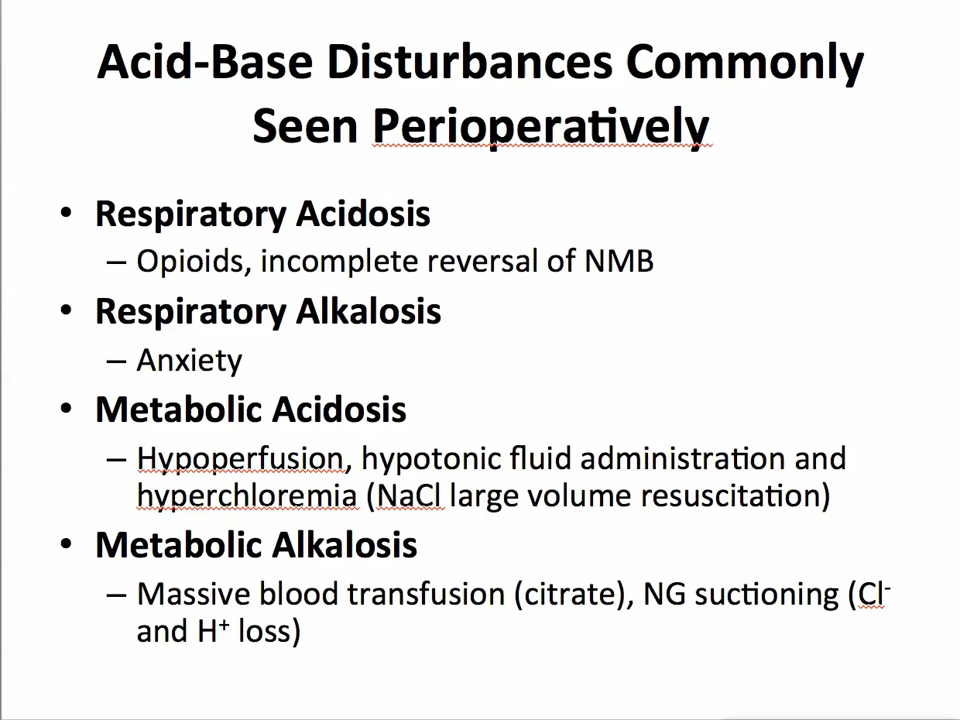 Acid-Base Disturbances Commonly
Seen Perioperatively
• Respiratory Acidosis
– Opioids, incomplete reversal of NMB
• Respiratory Alkalosis
– Anxiety
• Metabolic Acidosis
– Hypoperfusion, hypotonic fluid administration and
hyperchloremia (NaCl large volume resuscitation)
• Metabolic Alkalosis
– Massive blood transfusion (citrate), NG suctioning (Cl⁻
and H⁺ loss)